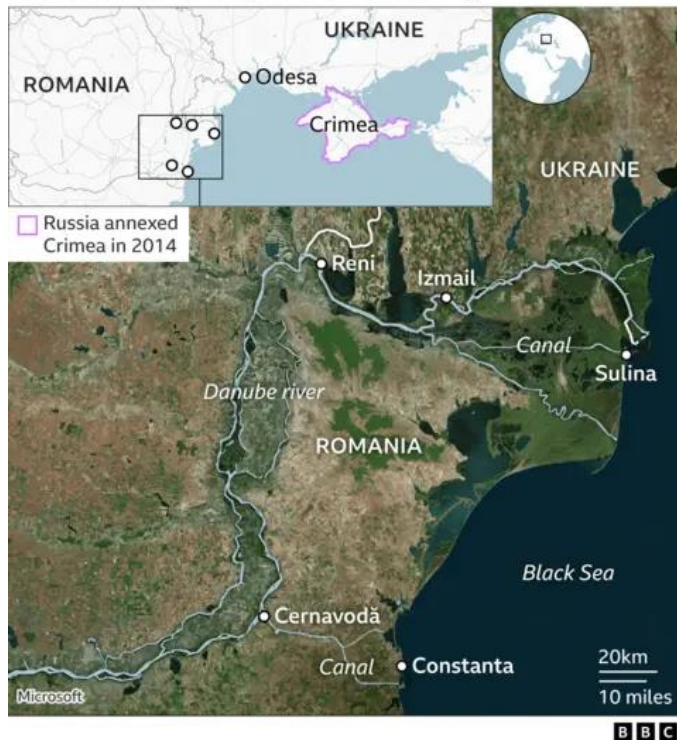 UKRAINE
ROMANIA
Odesa
Crimea
Russia annexed
Crimea in 2014
UKRAINE
Reni
Izmail
Canal
Sulina
Danube river
ROMANIA
Black Sea
Cernavodă
Canal
Constanta
20km
10 miles
Microsoft
BBC